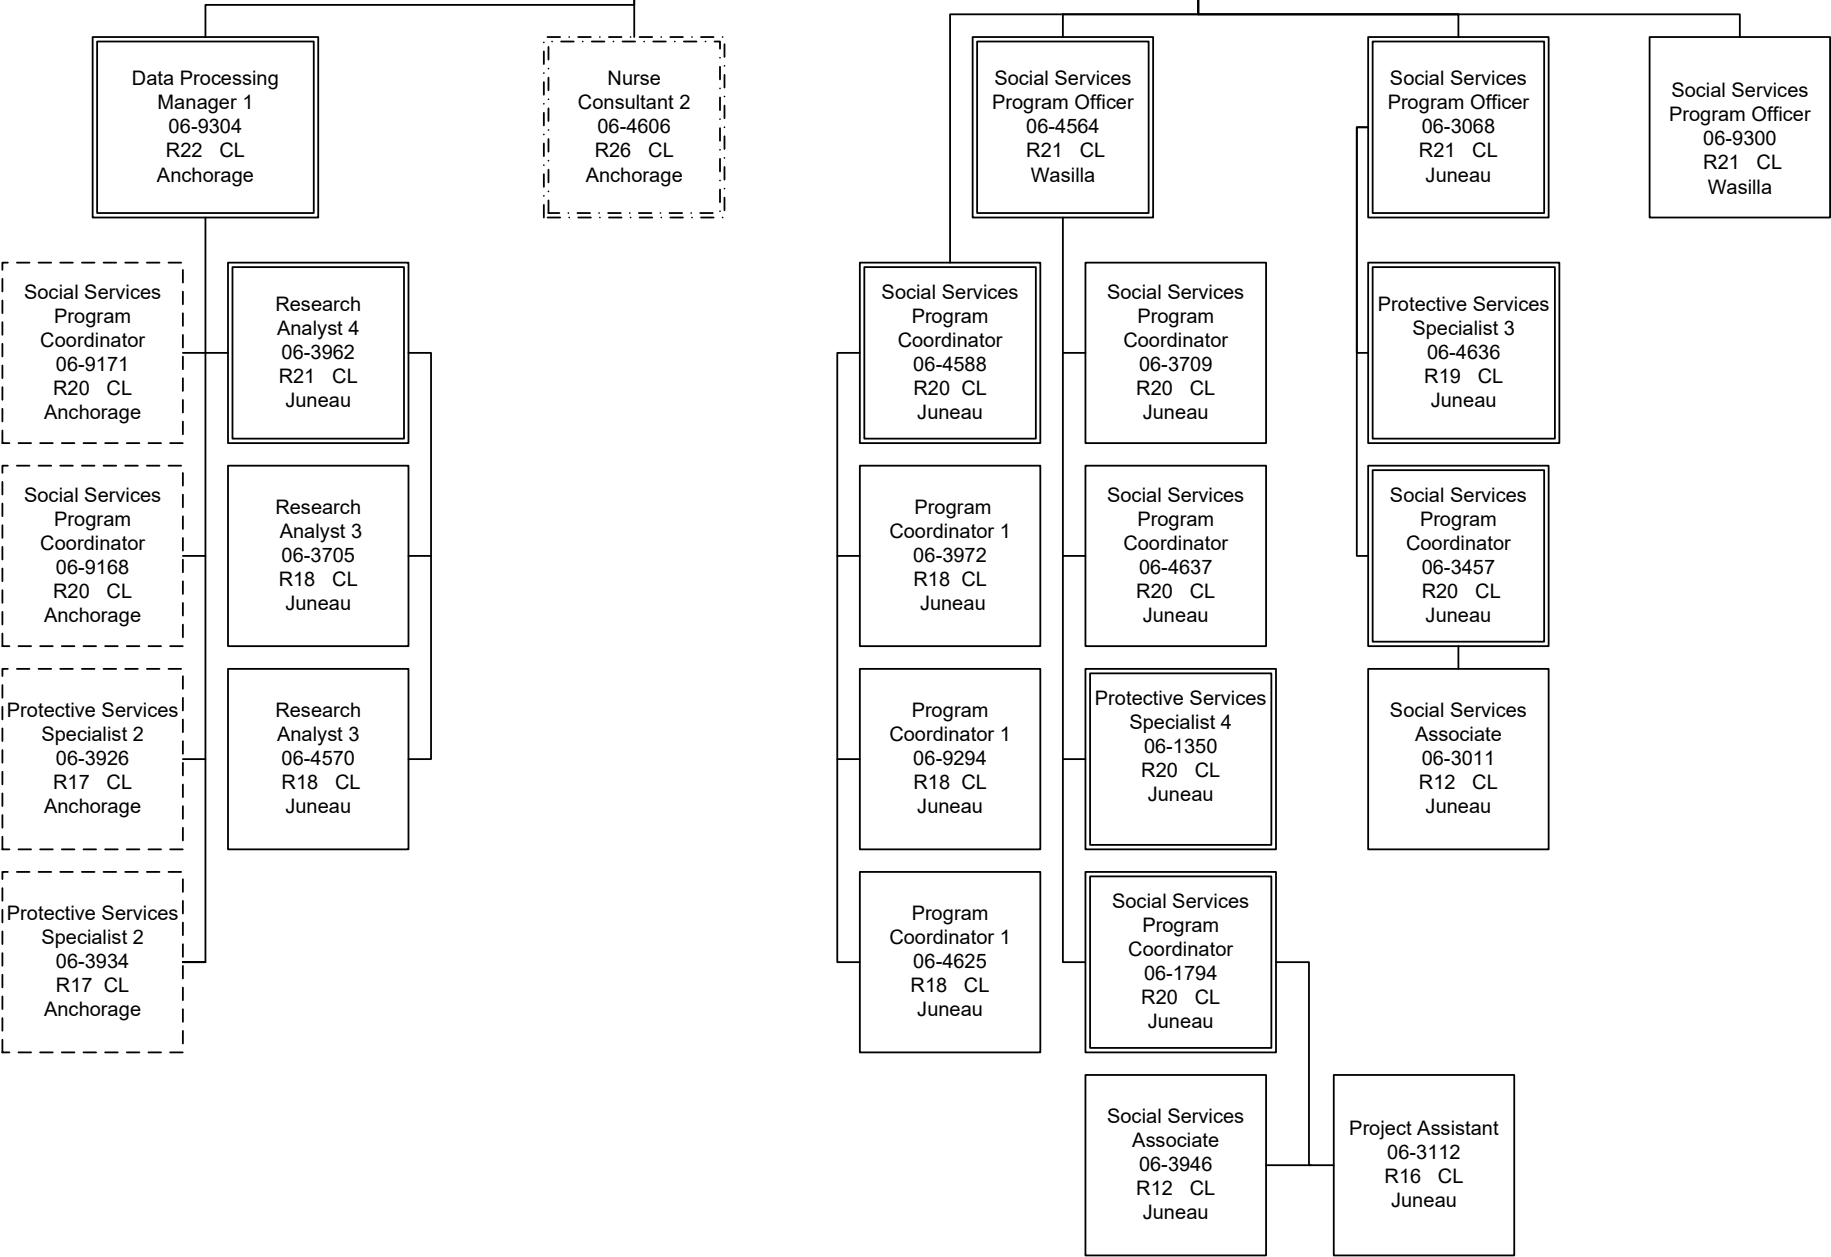 Data Processing
Manager 1
06-9304
R22 CL
Anchorage
Nurse
Consultant 2
06-4606
R26 CL
Anchorage
Social Services
Program Officer
06-4564
R21 CL
Wasilla
Social Services
Program Officer
06-3068
R21 CL
Juneau
Social Services
Program Officer
06-9300
R21 CL
Wasilla
Social Services
Program
Coordinator
06-9171
R20 CL
Anchorage
Research
Analyst 4
06-3962
R21 CL
Juneau
Social Services
Program
Coordinator
06-4588
R20 CL
Juneau
Social Services
Program
Coordinator
06-3709
R20 CL
Juneau
Protective Services
Specialist 3
06-4636
R19 CL
Juneau
Social Services
Program
Coordinator
06-9168
R20 CL
Anchorage
Research
Analyst 3
06-3705
R18 CL
Juneau
Program
Coordinator 1
06-3972
R18 CL
Juneau
Social Services
Program
Coordinator
06-4637
R20 CL
Juneau
Social Services
Program
Coordinator
06-3457
R20 CL
Juneau
Protective Services
Specialist 2
06-3926
R17 CL
Anchorage
Research
Analyst 3
06-4570
R18 CL
Juneau
Program
Coordinator 1
06-9294
R18 CL
Juneau
Protective Services
Specialist 4
06-1350
R20 CL
Juneau
Social Services
Associate
06-3011
R12 CL
Juneau
Protective Services
Specialist 2
06-3934
R17 CL
Anchorage
Program
Coordinator 1
06-4625
R18 CL
Juneau
Social Services
Program
Coordinator
06-1794
R20 CL
Juneau
Social Services
Associate
06-3946
R12 CL
Juneau
Project Assistant
06-3112
R16 CL
Juneau